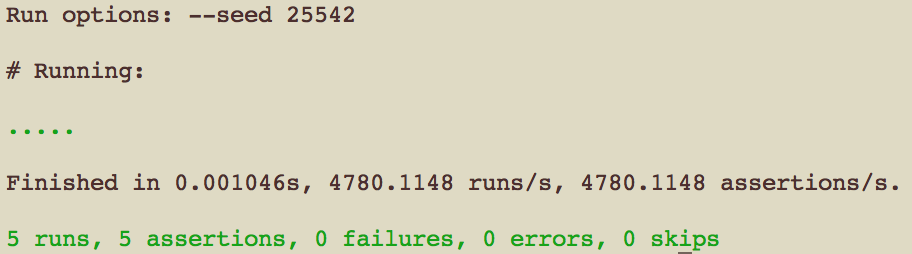 Run options: --seed 25542
# Running:
.....
Finished in 0.001046s, 4780.1148 runs/s, 4780.1148 assertions/s.
5 runs, 5 assertions, 0 failures, 0 errors, 0 skips